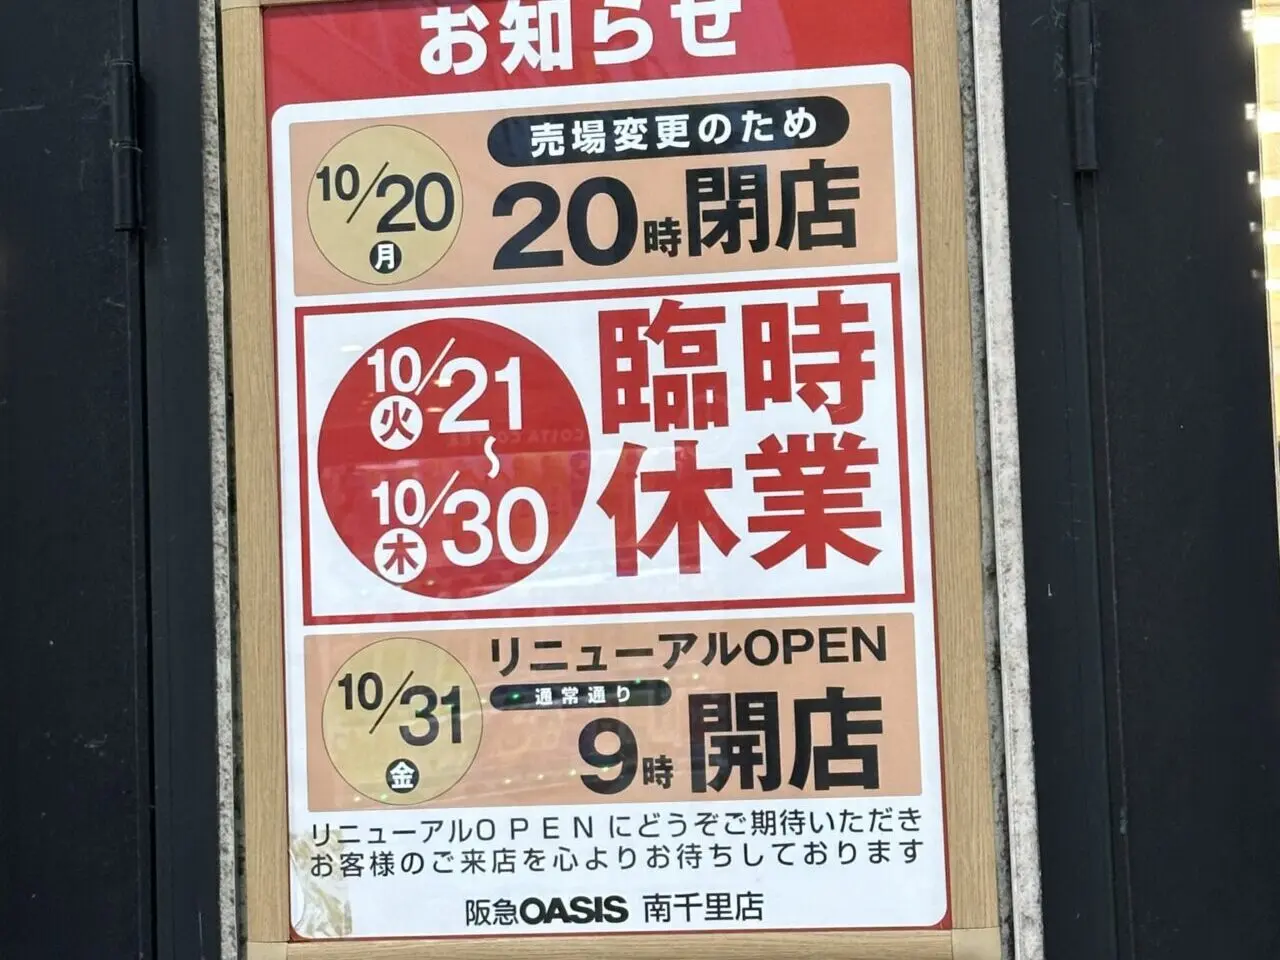 お知らせ
売場変更のため
10/20
月
20時閉店
10/21
火
〜
10/30
木
臨時
休業
10/31
金
リニューアルOPEN
通常通り
9時開店
リニューアルOPENにどうぞご期待いただき
お客様のご来店を心よりお待ちしております
阪急OASIS 南千里店